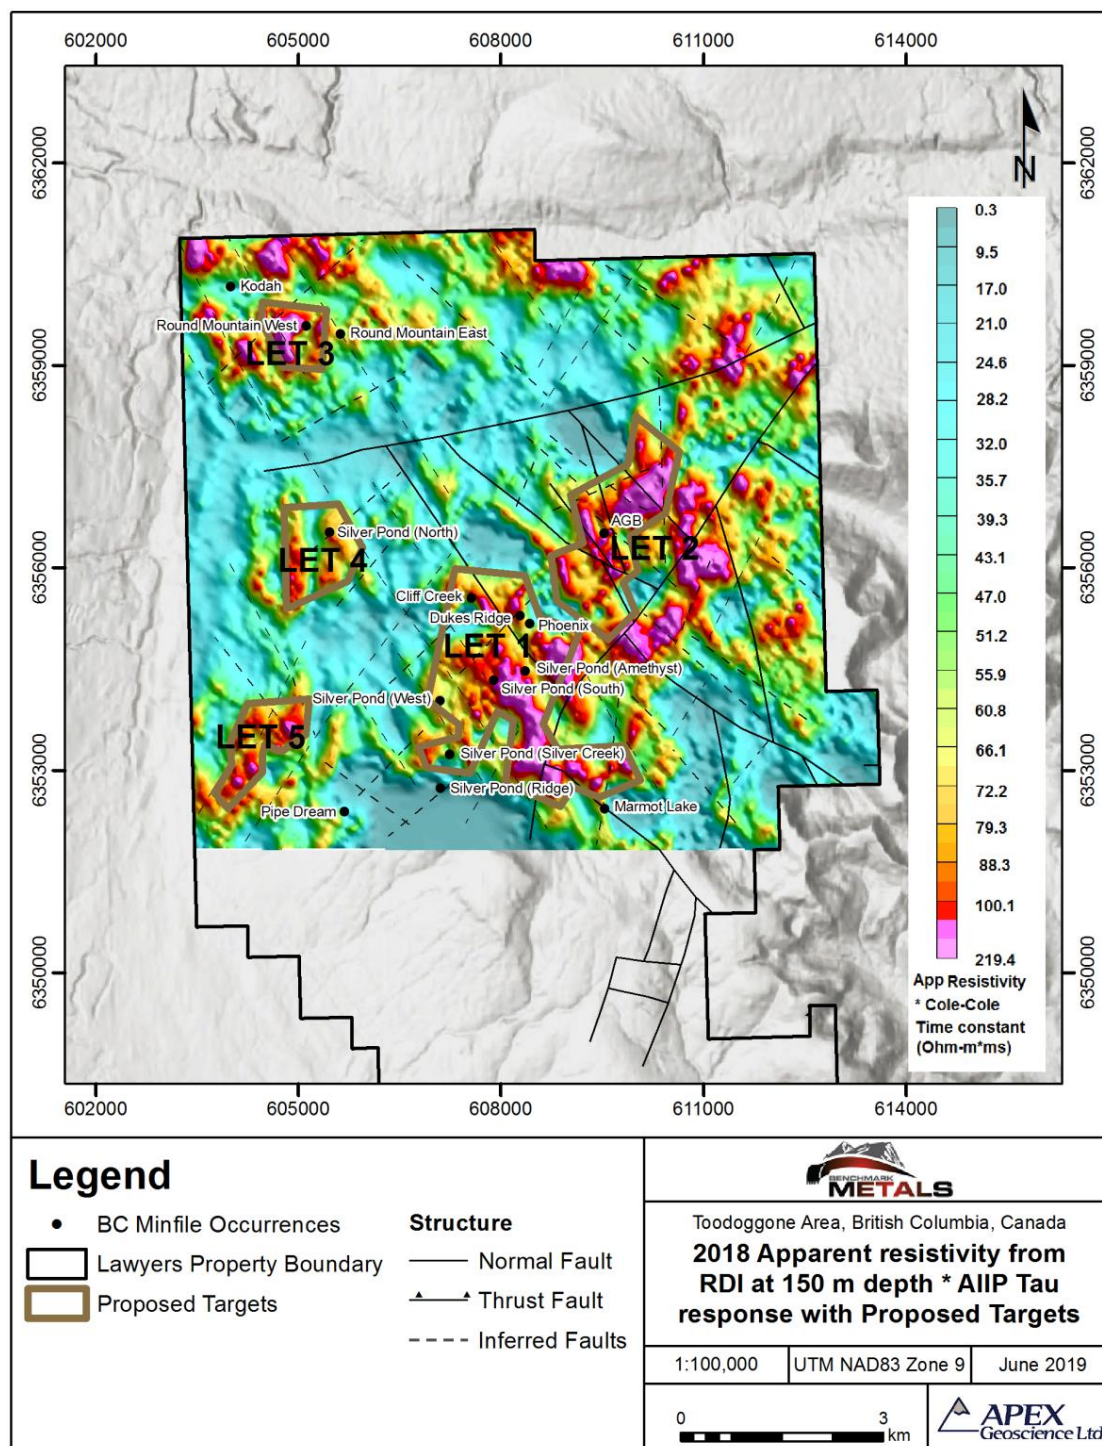 602000 605000 608000 611000 614000
6362000
6362000
N
0.3
9.5
17.0
21.0
24.6
28.2
32.0
35.7
39.3
43.1
47.0
51.2
55.9
60.8
66.1
72.2
79.3
88.3
100.1
219.4
App Resistivity
* Cole-Cole
Time constant
(Ohm-m*ms)
Kodah
Round Mountain West
Round Mountain East
LET 3
6359000
6359000
AGB
LET 2
Silver Pond (North)
LET 4
6356000
6356000
Cliff Creek
Dukes Ridge
Phoenix
LET 1
Silver Pond (Amethyst)
Silver Pond (South)
Silver Pond (West)
LET 5
Silver Pond (Silver Creek)
6353000
6353000
Silver Pond (Ridge)
Pipe Dream
Marmot Lake
6350000
6350000
602000 605000 608000 611000 614000
Legend
BC Minfile Occurrences
Lawyers Property Boundary
Proposed Targets
Structure
Normal Fault
Thrust Fault
Inferred Faults
BENCHMARK
METALS
Toodoggone Area, British Columbia, Canada
2018 Apparent resistivity from
RDI at 150 m depth * AIIP Tau
response with Proposed Targets
1:100,000 UTM NAD83 Zone 9 June 2019
0 3
km
APEX
Geoscience Ltd